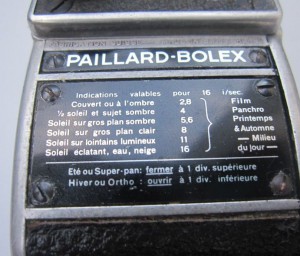 PAILLARD-BOLEX
Indications valables pour 16 i/sec.
Couvert ou à l'ombre 2,8 Film
½ soleil et sujet sombre 4 Panchro
Soleil sur gros plan sombre 5,6 Printemps
Soleil sur gros plan clair 8 & Automne
Soleil sur lointains lumineux 11 — Milieu
Soleil éclatant, eau, neige 16 du jour —
Eté ou Super-pan: fermer à 1 div. supérieure
Hiver ou Ortho: ouvrir à 1 div. inférieure